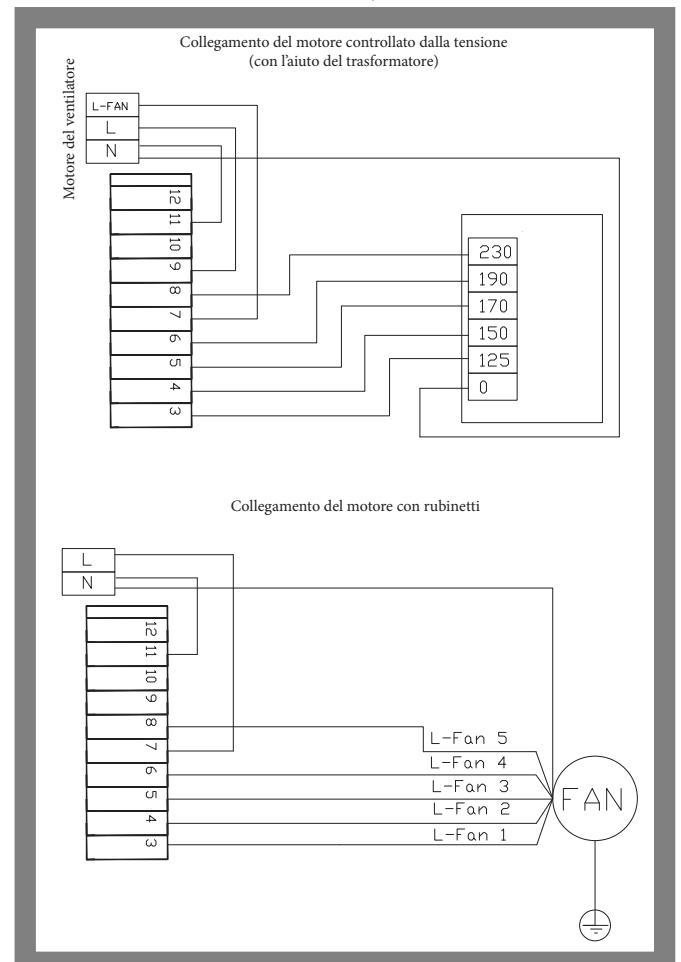 Collegamento del motore controllato dalla tensione
(con l'aiuto del trasformatore)
Motore del ventilatore
L-FAN
L
N
12
11
10
9
8
7
6
5
4
3
230
190
170
150
125
0
Collegamento del motore con rubinetti
L
N
12
11
10
9
8
7
6
5
4
3
L-Fan 5
L-Fan 4
L-Fan 3
L-Fan 2
L-Fan 1
FAN